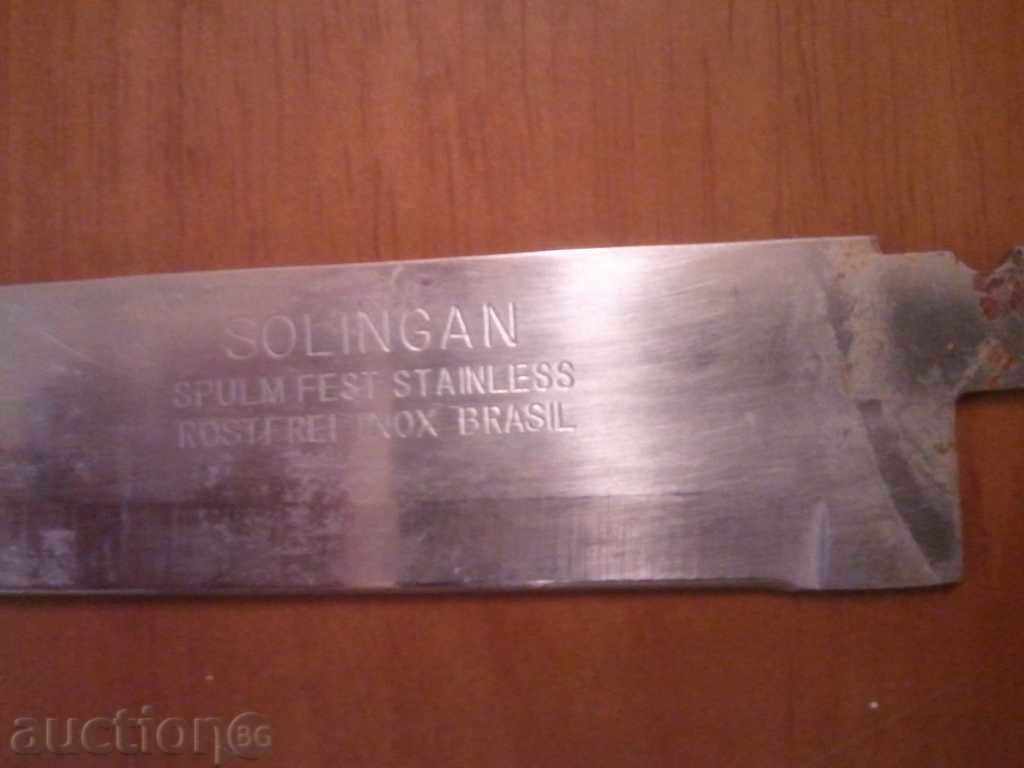 SOLINGAN
SPULM FEST STAINLESS
ROSTFREI INOX BRASIL
auction BG